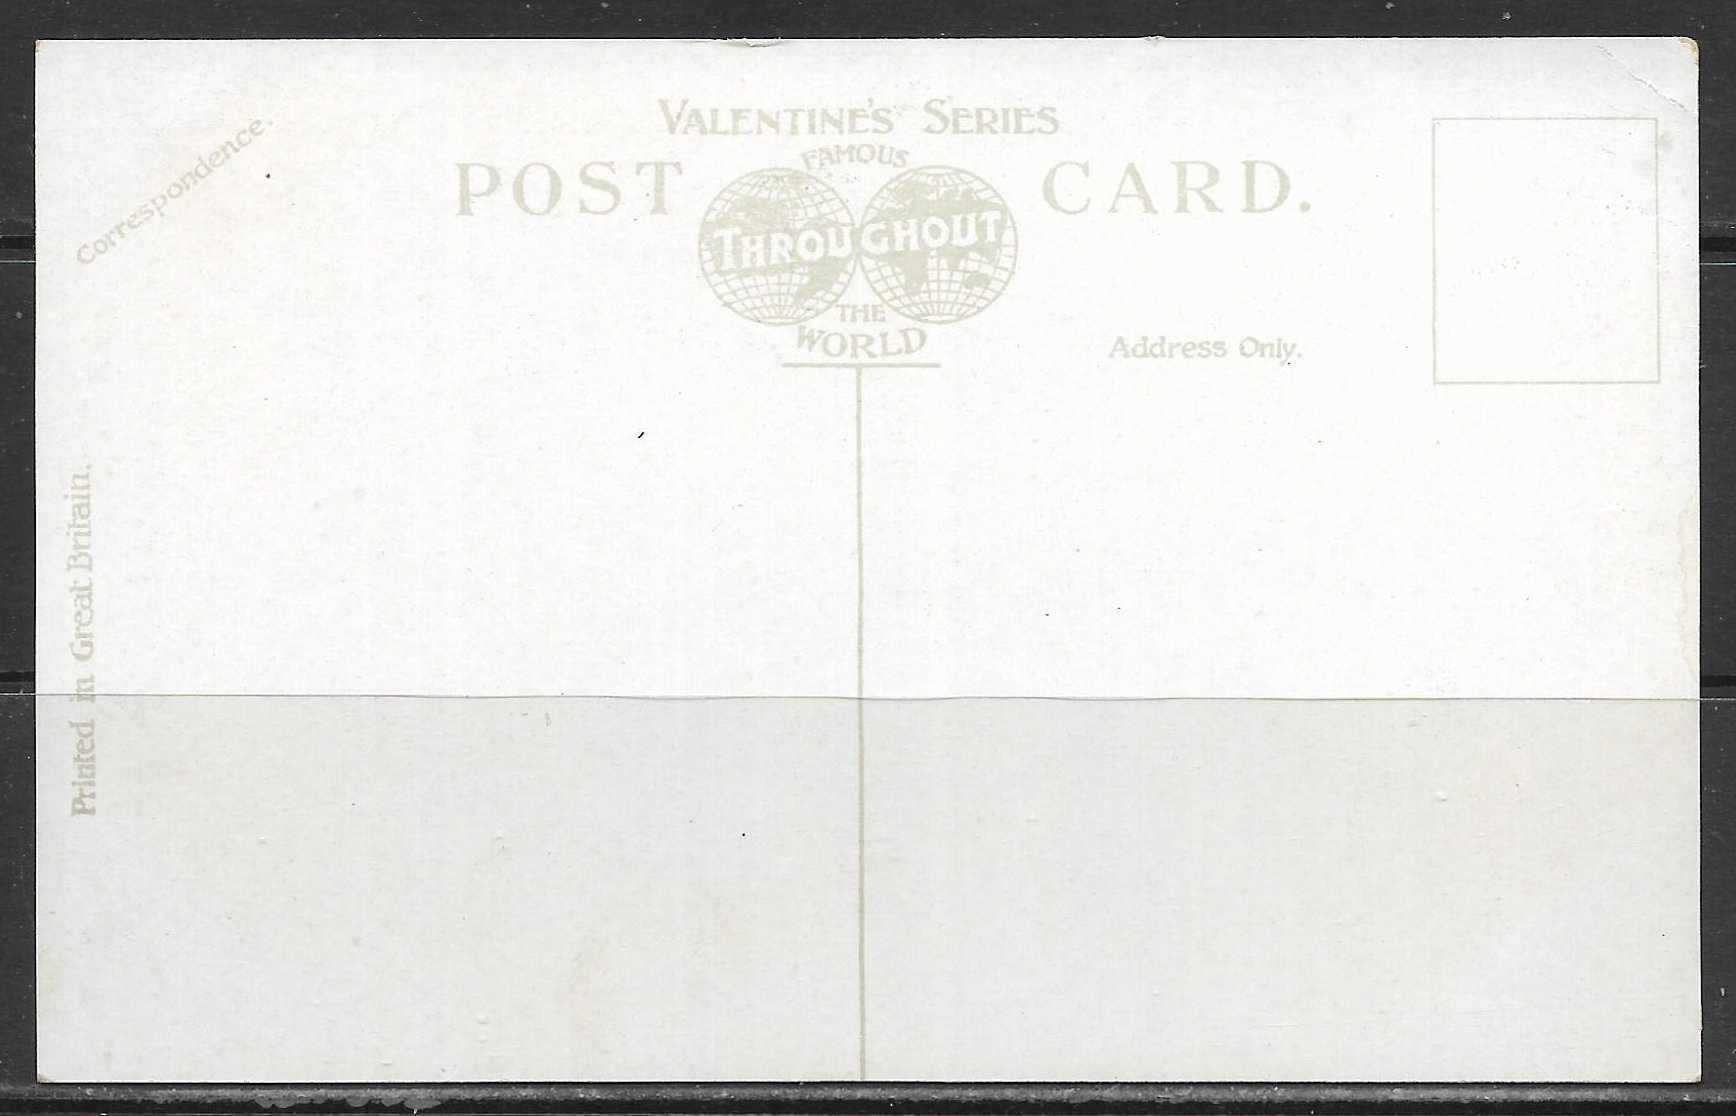 VALENTINE'S SERIES
FAMOUS
POST CARD.
THROUGHOUT
THE
WORLD
Correspondence.
Address Only.
Printed in Great Britain.